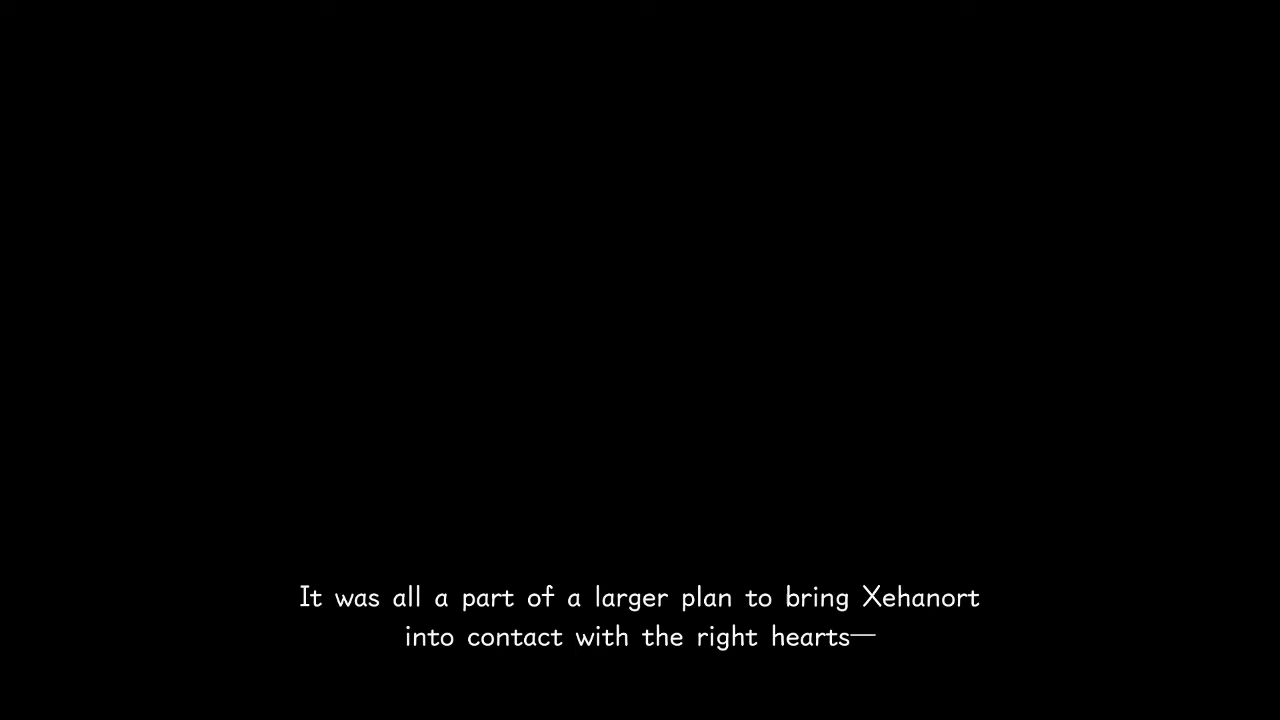 It was all a part of a larger plan to bring Xehanort
into contact with the right hearts—